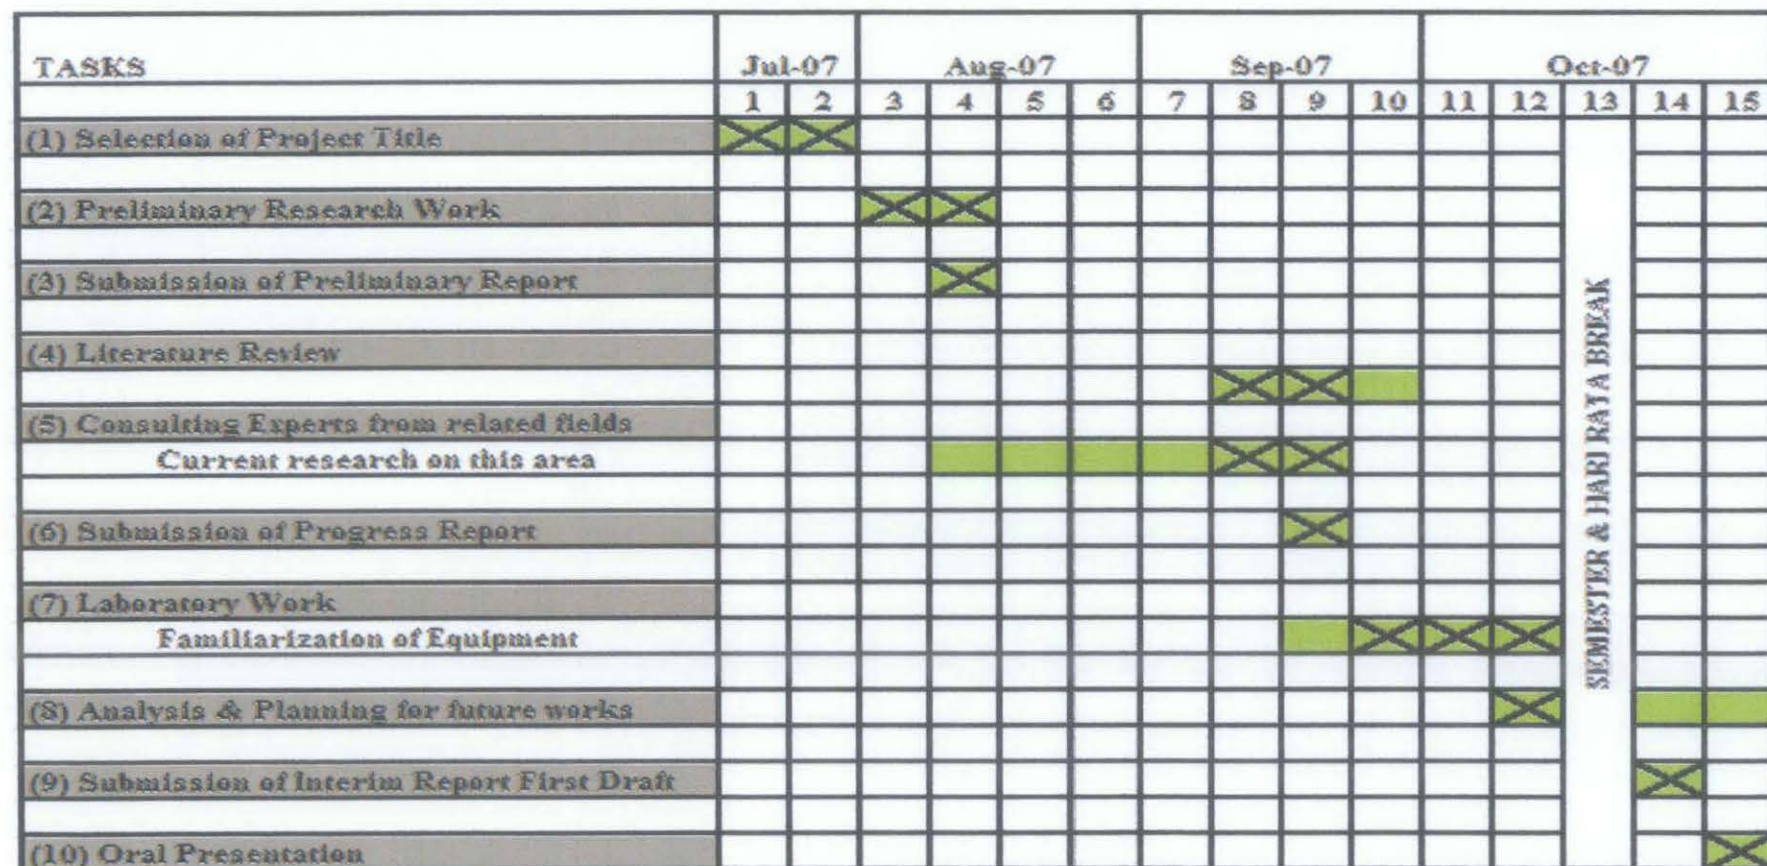 TASKS Jul-07 Aug-07 Sep-07 Oct-07
1 2 3 4 5 6 7 8 9 10 11 12 13 14 15
(1) Selection of Project Title
(2) Preliminary Research Work
(3) Submission of Preliminary Report
(4) Literature Review
(5) Consulting Experts from related fields
Current research on this area
(6) Submission of Progress Report
(7) Laboratory Work
Familiarization of Equipment
(8) Analysis & Planning for future works
(9) Submission of Interim Report First Draft
(10) Oral Presentation
SEMESTER & HARI RATA BREAK